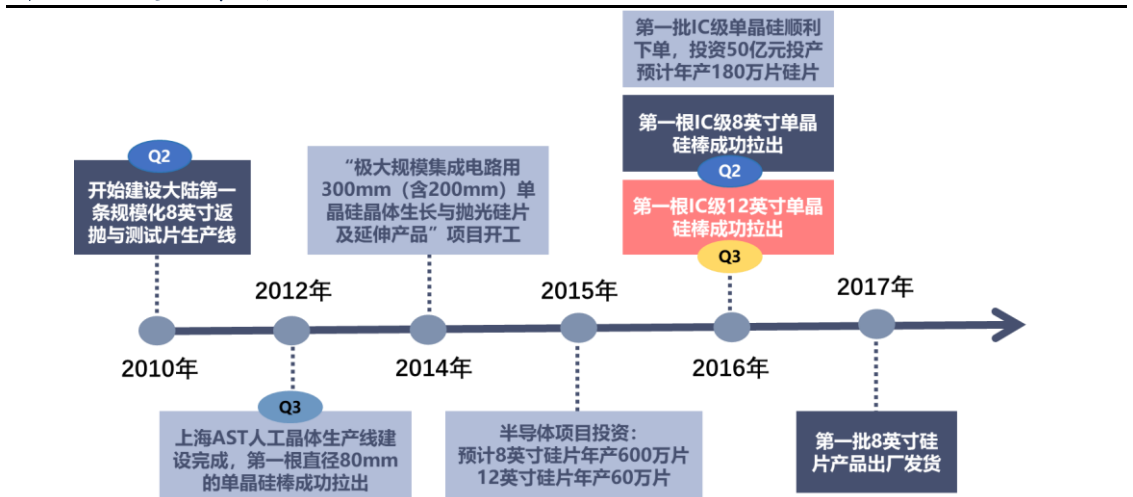 第一批IC级单晶硅顺利
下单，投资50亿元投产
预计年产180万片硅片
第一根IC级8英寸单晶
硅棒成功拉出
Q2
第一根IC级12英寸单晶
硅棒成功拉出
Q3
Q2
开始建设大陆第一
条规模化8英寸返
抛与测试片生产线
“极大规模集成电路用
300mm（含200mm）单
晶硅晶体生长与抛光硅片
及延伸产品”项目开工
2012年
2015年
2017年
2010年
2014年
2016年
Q3
上海AST人工晶体生产线建
设完成，第一根直径80mm
的单晶硅棒成功拉出
半导体项目投资：
预计8英寸硅片年产600万片
12英寸硅片年产60万片
第一批8英寸硅
片产品出厂发货